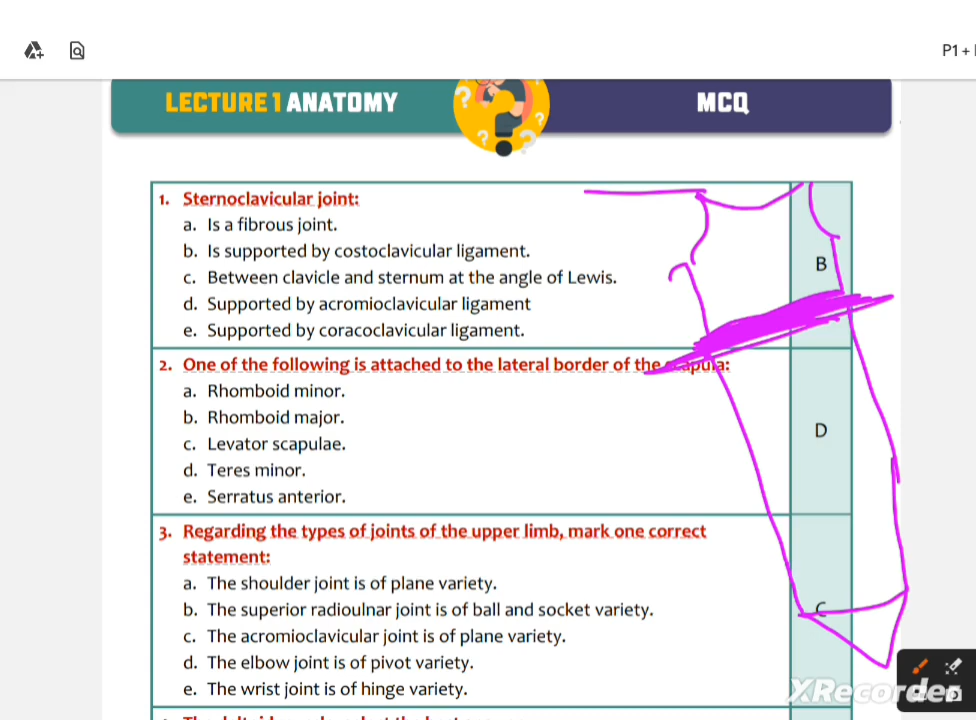 P1+
LECTURE 1 ANATOMY
MCQ
1. Sternoclavicular joint:
a. Is a fibrous joint.
b. Is supported by costoclavicular ligament.
c. Between clavicle and sternum at the angle of Lewis.
d. Supported by acromioclavicular ligament
e. Supported by coracoclavicular ligament.
B
2. One of the following is attached to the lateral border of the scapula:
a. Rhomboid minor.
b. Rhomboid major.
c. Levator scapulae.
d. Teres minor.
e. Serratus anterior.
D
3. Regarding the types of joints of the upper limb, mark one correct
statement:
a. The shoulder joint is of plane variety.
b. The superior radioulnar joint is of ball and socket variety.
c. The acromioclavicular joint is of plane variety.
d. The elbow joint is of pivot variety.
e. The wrist joint is of hinge variety.
C
XRecorder